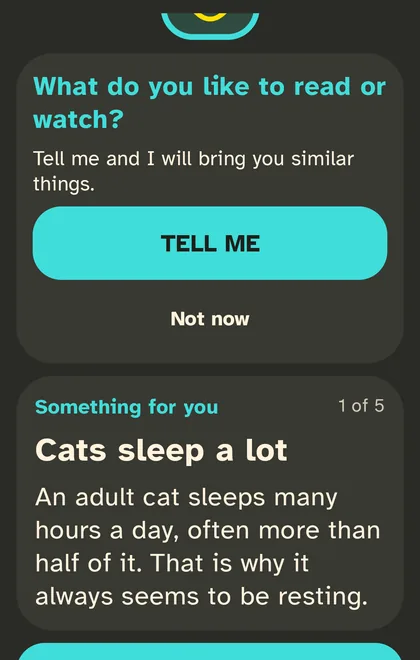 What do you like to read or
watch?
Tell me and I will bring you similar
things.
TELL ME
Not now
Something for you
1 of 5
Cats sleep a lot
An adult cat sleeps many
hours a day, often more than
half of it. That is why it
always seems to be resting.